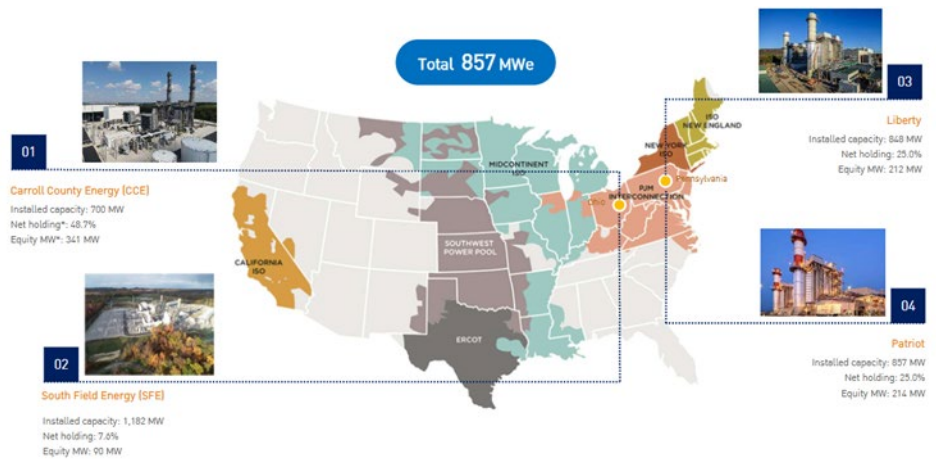 Total 857 MWe
01
Carroll County Energy (CCE)
Installed capacity: 700 MW
Net holding*: 48.7%
Equity MW*: 341 MW
02
South Field Energy (SFE)
Installed capacity: 1,182 MW
Net holding: 7.6%
Equity MW: 90 MW
CALIFORNIA
ISO
MIDCONTINENT
ISO
SOUTHWEST
POWER POOL
ERCOT
ISO
NEW ENGLAND
NEW YORK
ISO
Pennsylvania
PJM
INTERCONNECTION
Ohio
03
Liberty
Installed capacity: 848 MW
Net holding: 25.0%
Equity MW: 212 MW
04
Patriot
Installed capacity: 857 MW
Net holding: 25.0%
Equity MW: 214 MW